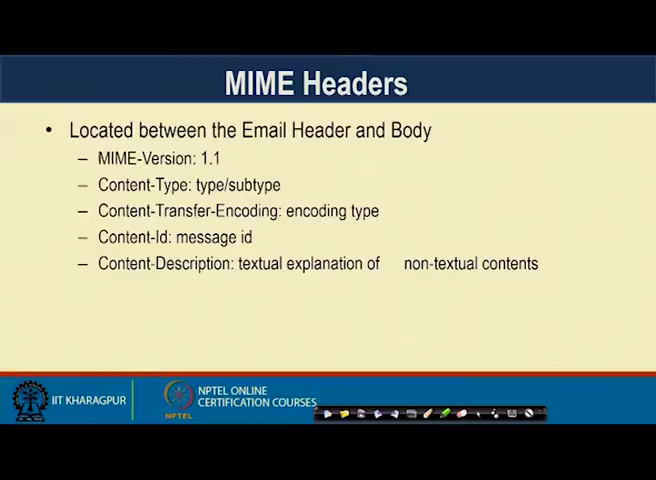 MIME Headers
• Located between the Email Header and Body
– MIME-Version: 1.1
– Content-Type: type/subtype
– Content-Transfer-Encoding: encoding type
– Content-Id: message id
– Content-Description: textual explanation of non-textual contents
IIT KHARAGPUR
NPTEL
NPTEL ONLINE
CERTIFICATION COURSES